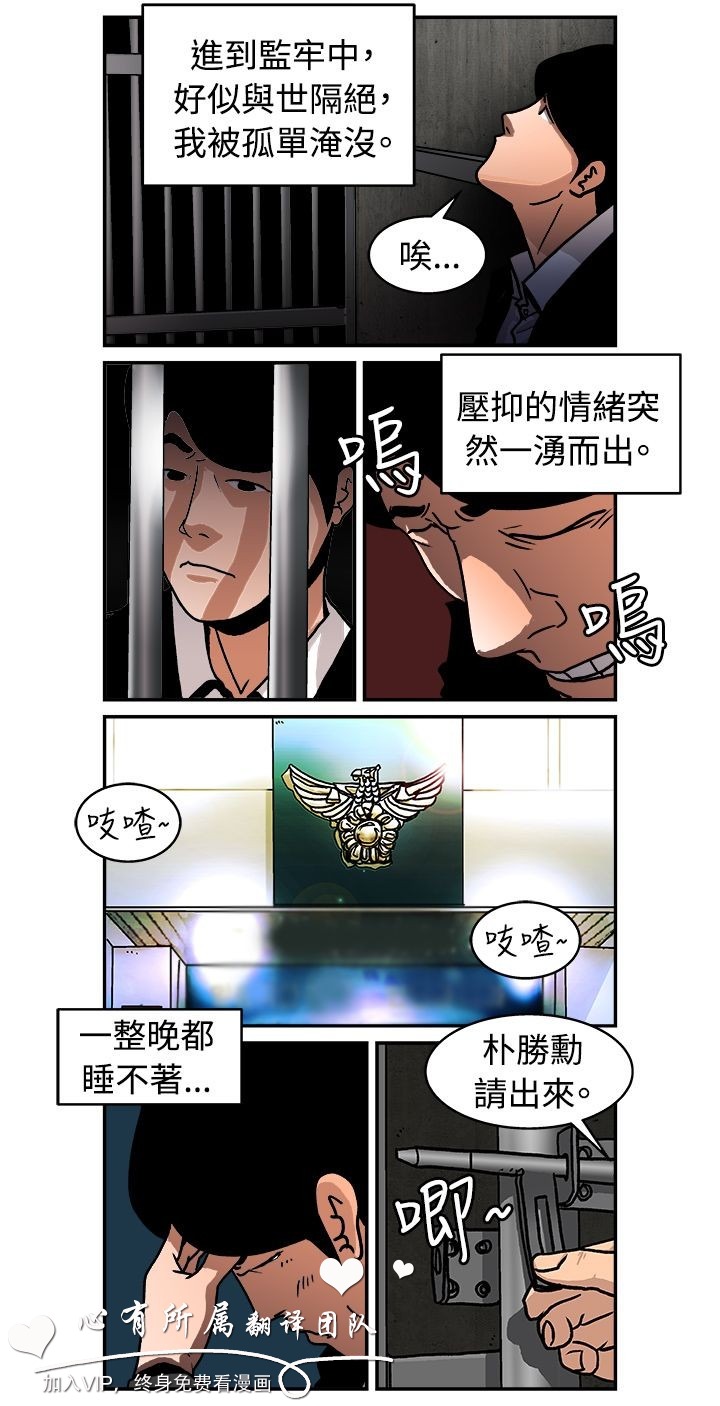 進到監牢中，
好似與世隔絕，
我被孤單淹沒。
唉...
壓抑的情緒突
然一湧而出。
嗚
嗚
吱喳~
吱喳~
一整晚都
睡不著...
朴勝勳
請出來。
唧~
心有所属翻译团队
加入VIP，终身免费看漫画